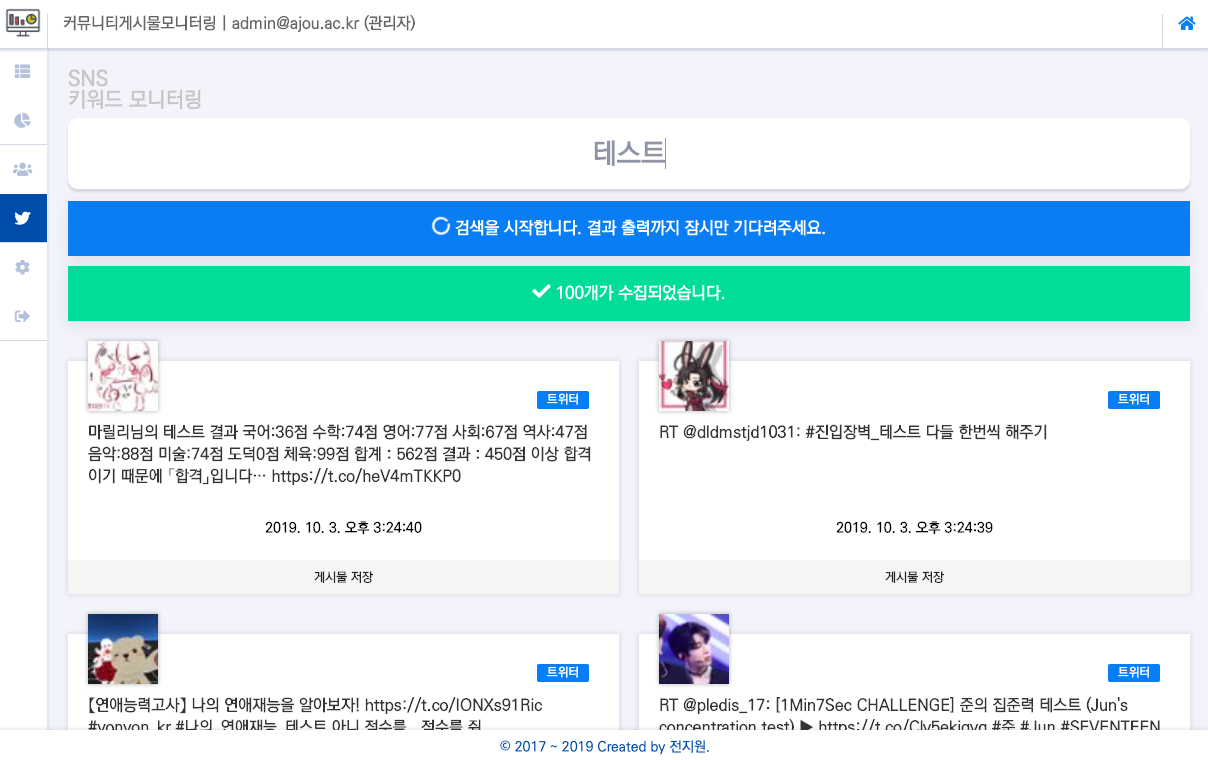 커뮤니티게시물모니터링 | admin@ajou.ac.kr (관리자)
SNS
키워드 모니터링
테스트
검색을 시작합니다. 결과 출력까지 잠시만 기다려주세요.
100개가 수집되었습니다.
트위터
마릴리님의 테스트 결과 국어:36점 수학:74점 영어:77점 사회:67점 역사:47점
음악:88점 미술:74점 도덕0점 체육:99점 합계 : 562점 결과 : 450점 이상 합격
이기 때문에 「합격」입니다… https://t.co/heV4mTKKP0
2019. 10. 3. 오후 3:24:40
게시물 저장
트위터
RT @dldmstjd1031: #진입장벽_테스트 다들 한번씩 해주기
2019. 10. 3. 오후 3:24:39
게시물 저장
트위터
【연애능력고사】 나의 연애재능을 알아보자! https://t.co/IONXs91Ric
#yonyon_kr #나의_연애재능_테스트 아니 점수를.. 점수를 줘
트위터
RT @pledis_17: [1Min7Sec CHALLENGE] 준의 집준력 테스트 (Jun's
concentration test) ▶ https://t.co/CIv5ekigvg #준 #Jun #SEVENTEEN
© 2017 ~ 2019 Created by 전지원.